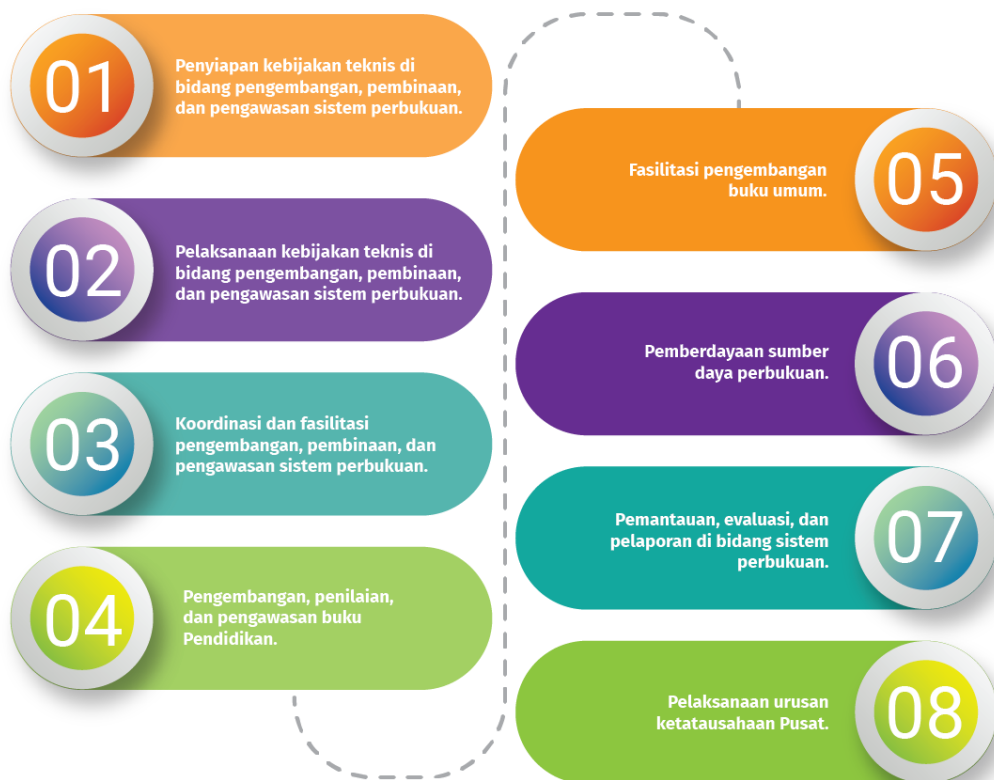 01
Penyiapan kebijakan teknis di
bidang pengembangan, pembinaan,
dan pengawasan sistem perbukuan.
02
Pelaksanaan kebijakan teknis di
bidang pengembangan, pembinaan,
dan pengawasan sistem perbukuan.
03
Koordinasi dan fasilitasi
pengembangan, pembinaan, dan
pengawasan sistem perbukuan.
04
Pengembangan, penilaian,
dan pengawasan buku
Pendidikan.
05
Fasilitasi pengembangan
buku umum.
06
Pemberdayaan sumber
daya perbukuan.
07
Pemantauan, evaluasi, dan
pelaporan di bidang sistem
perbukuan.
08
Pelaksanaan urusan
ketatausahaan Pusat.